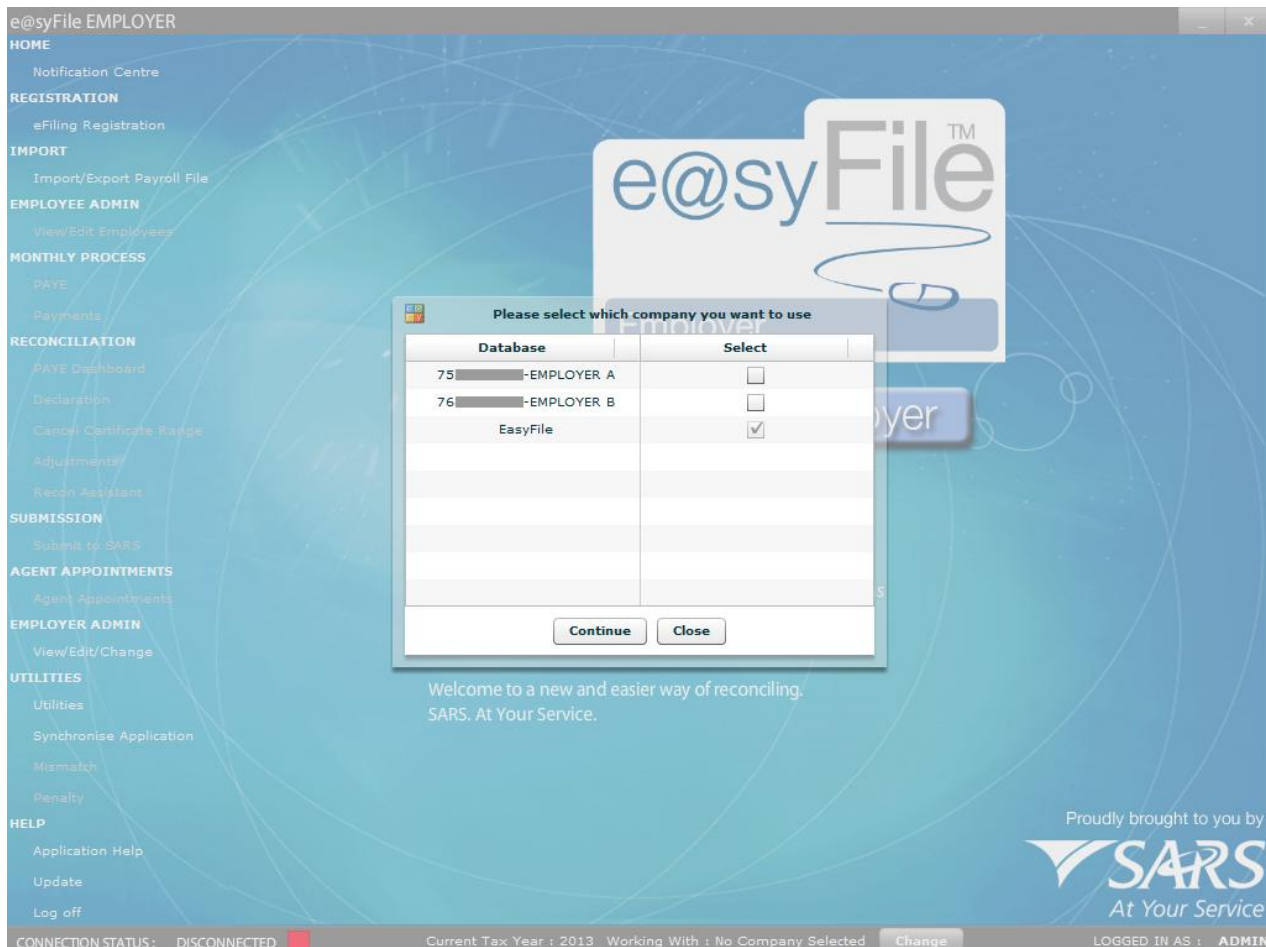 e@syFile EMPLOYER
HOME
Notification Centre
REGISTRATION
eFiling Registration
IMPORT
Import/Export Payroll File
EMPLOYEE ADMIN
View/Edit Employees
MONTHLY PROCESS
PAYE
Payments
RECONCILIATION
PAYE Dashboard
Declaration
Cancel Certificate Range
Adjustments
Recon Assistant
SUBMISSION
Submit to SARS
AGENT APPOINTMENTS
Agent Appointments
EMPLOYER ADMIN
View/Edit/Change
UTILITIES
Utilities
Synchronise Application
Mismatch
Penalty
HELP
Application Help
Update
Log off
e@syFile TM
Employer
Please select which company you want to use
Database Select
75 -EMPLOYER A
76 -EMPLOYER B
EasyFile
Continue Close
Welcome to a new and easier way of reconciling.
SARS. At Your Service.
Proudly brought to you by
SARS
At Your Service
CONNECTION STATUS : DISCONNECTED Current Tax Year : 2013 Working With : No Company Selected Change LOGGED IN AS : ADMIN